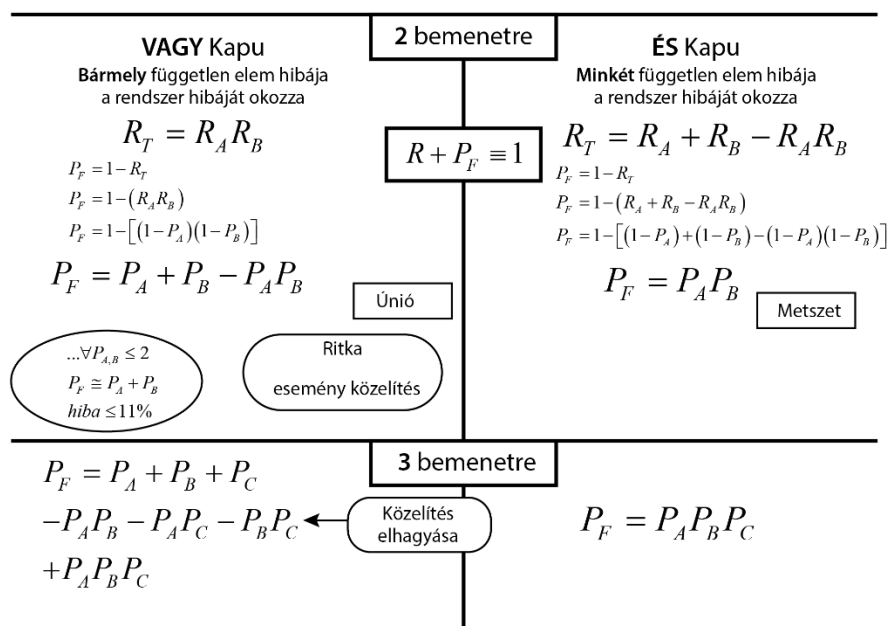 2 bemenetre
VAGY Kapu
Bármely független elem hibája
a rendszer hibáját okozza
R_T = R_A R_B
P_F = 1 − R_T
P_F = 1 − (R_A R_B)
P_F = 1 − [(1 − P_A)(1 − P_B)]
P_F = P_A + P_B − P_A P_B
Únió
...∀P_{A,B} ≤ 2
P_F ≅ P_A + P_B
hiba ≤ 11%
Ritka
esemény közelítés
R + P_F ≡ 1
ÉS Kapu
Minkét független elem hibája
a rendszer hibáját okozza
R_T = R_A + R_B − R_A R_B
P_F = 1 − R_T
P_F = 1 − (R_A + R_B − R_A R_B)
P_F = 1 − [(1 − P_A) + (1 − P_B) − (1 − P_A)(1 − P_B)]
P_F = P_A P_B
Metszet
3 bemenetre
P_F = P_A + P_B + P_C
−P_A P_B − P_A P_C − P_B P_C
+P_A P_B P_C
Közelítés
elhagyása
P_F = P_A P_B P_C